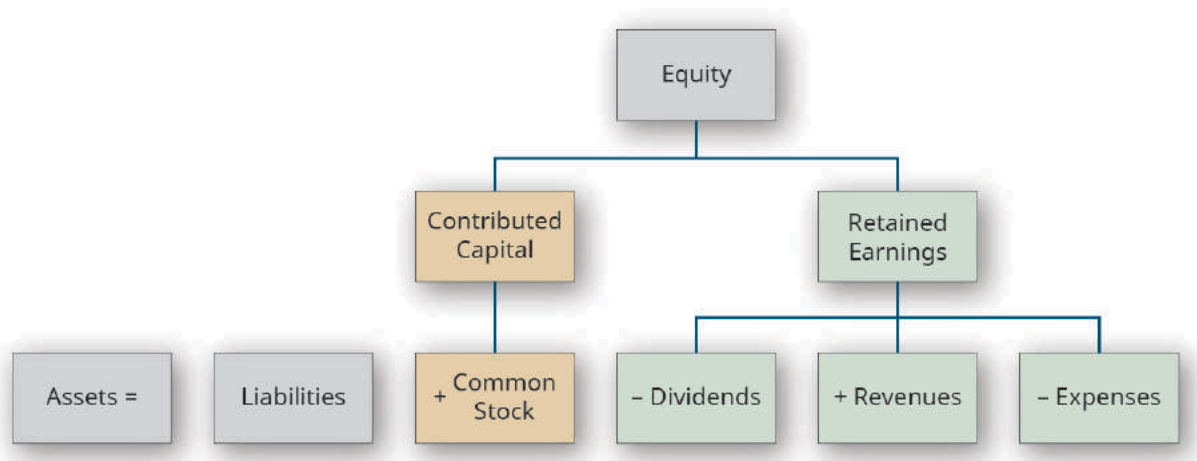 Equity
Contributed
Capital
Retained
Earnings
Assets =
Liabilities
+ Common
Stock
– Dividends
+ Revenues
– Expenses